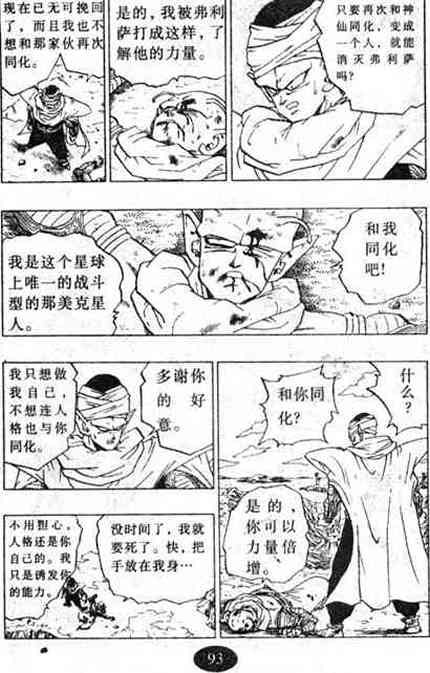 只要再次和神
仙同化，变成
一个人，就能
消灭弗利萨
吗？
是的，我被弗利
萨打成这样，了
解他的力量。
现在已无可挽回
了，而且我也不
想和那家伙再次
同化。
和我
同化
吧！
我是这个星球
上唯一的战斗
型的那美克星
人。
什么？
和你同
化？
是的，
你可以
力量倍
增。
多谢你
的好
意。
我只想做
我自己，
不想连人
格也与你
同化。
没时间了，我就
要死了。快，把
手放在我身…
不用担心。
人格还是你
自己的。我
只是诱发你
的能力。
93